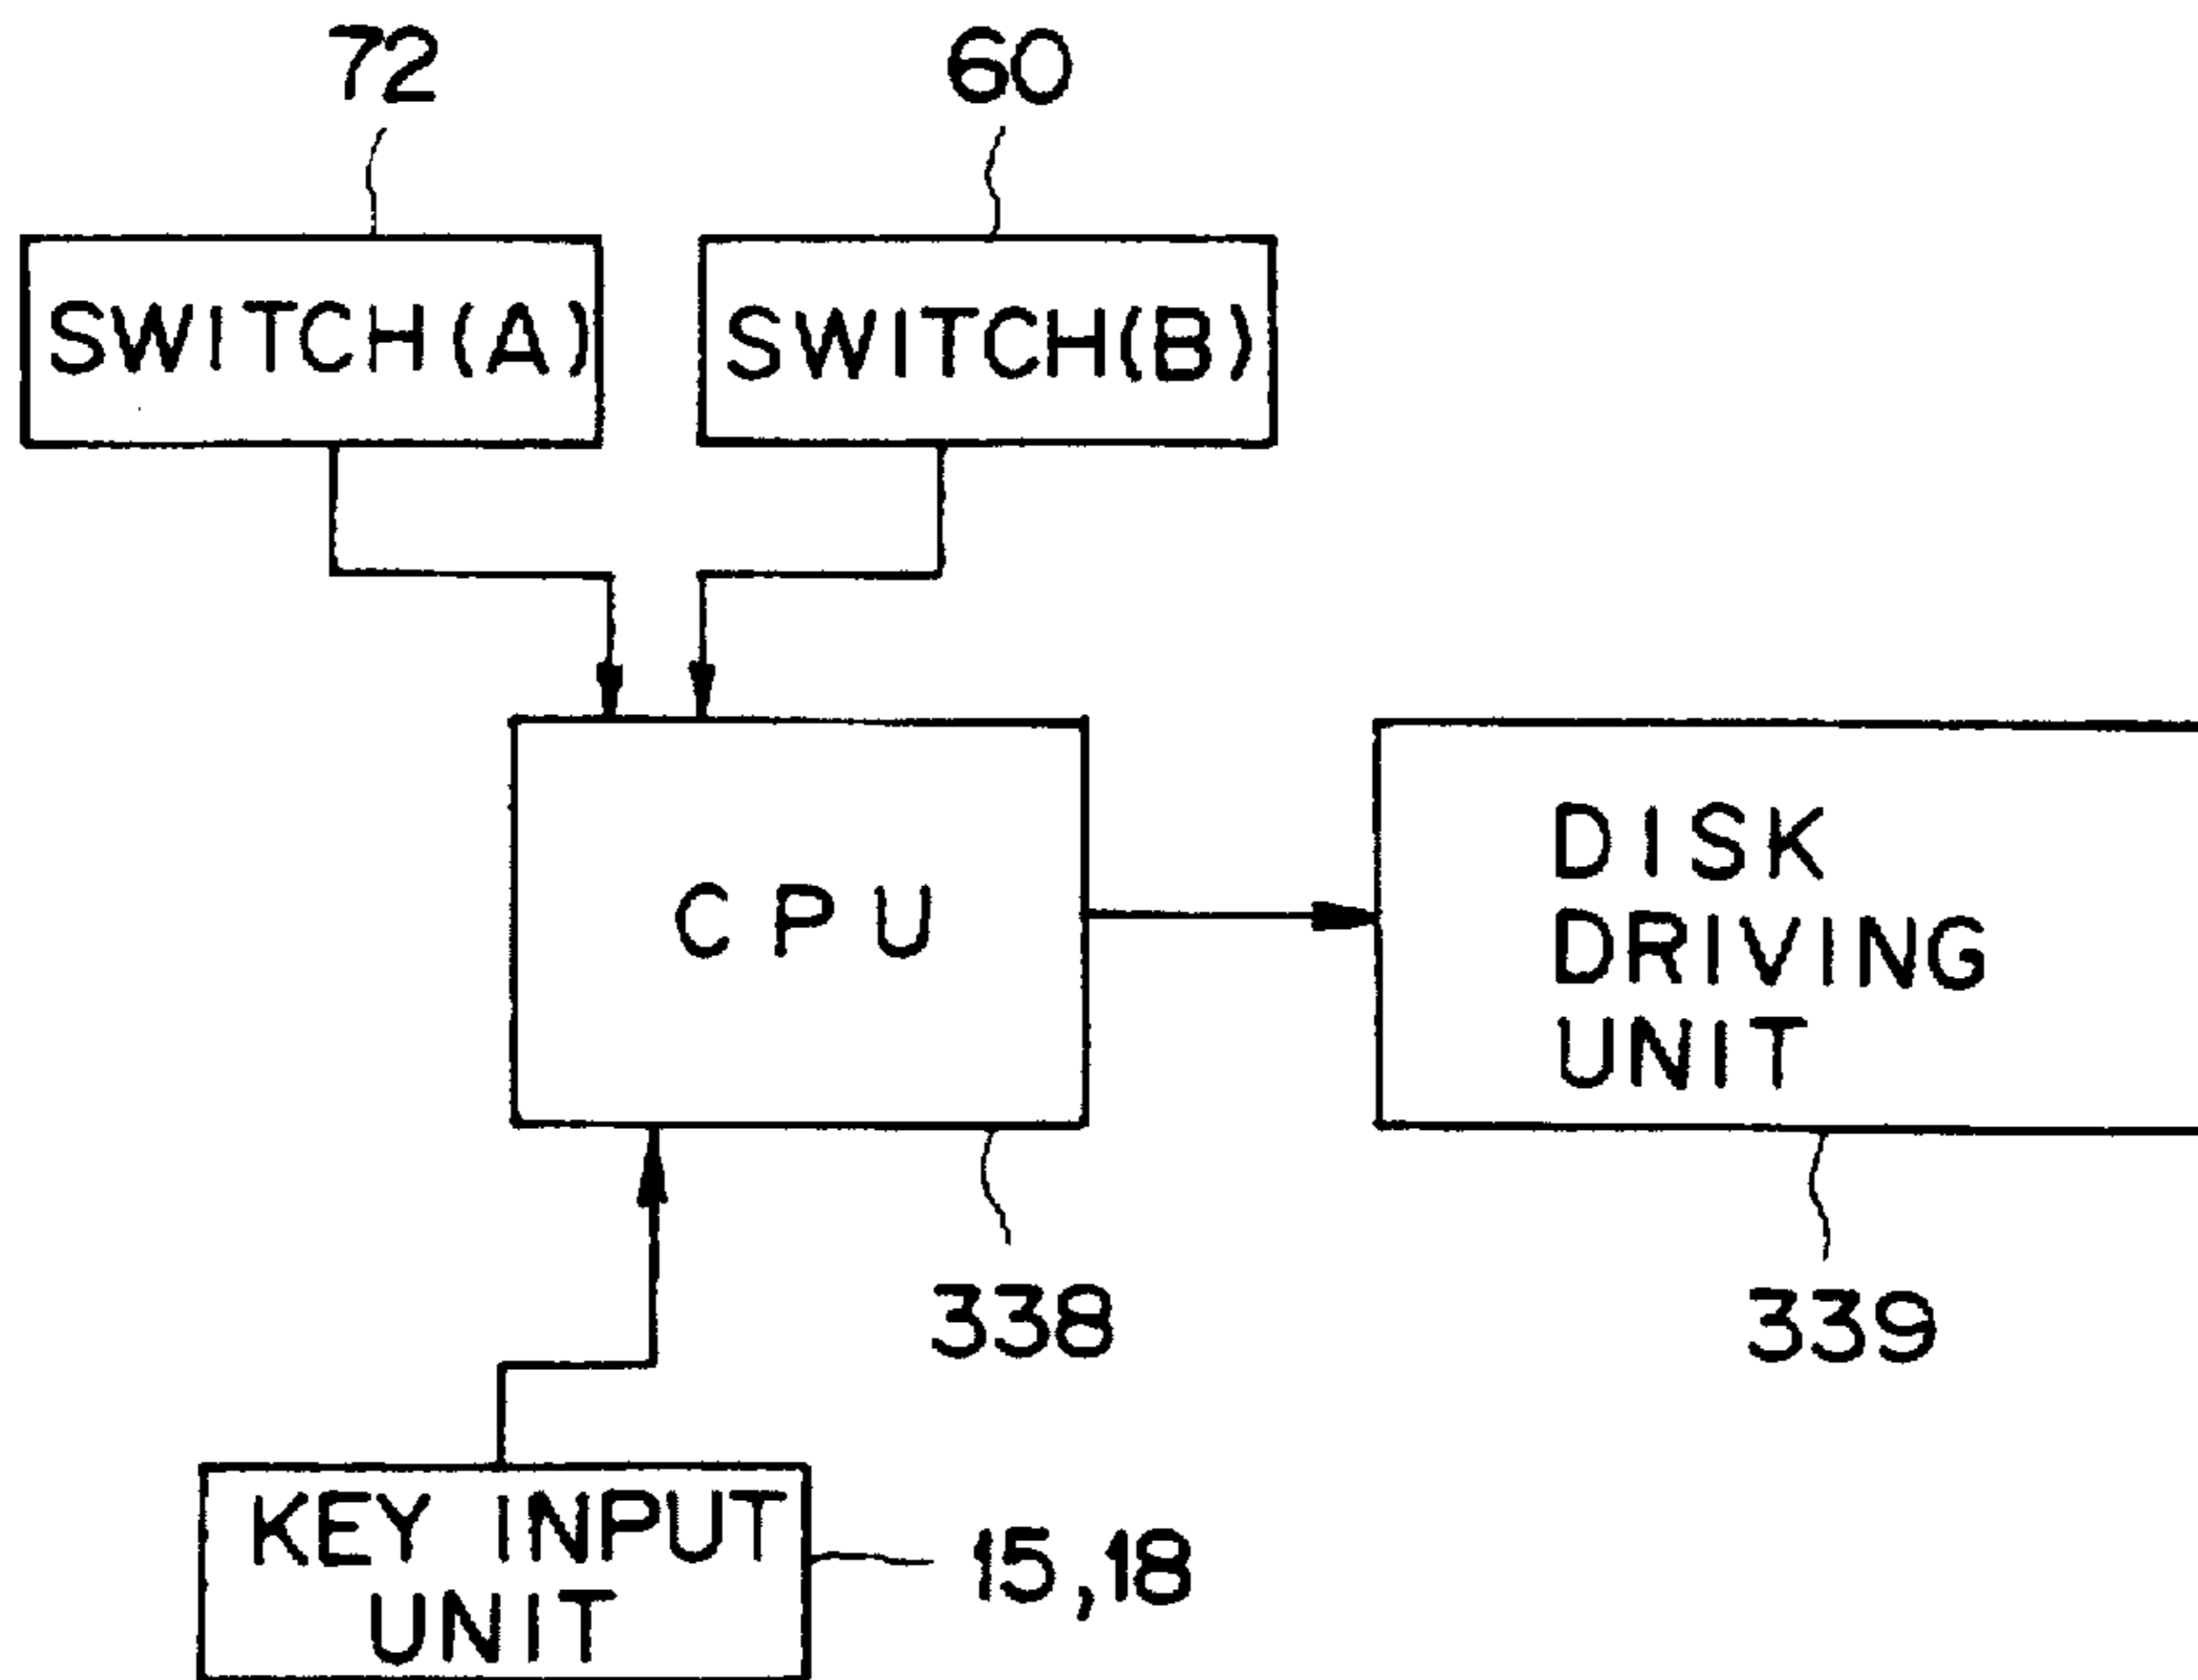 72
60
SWITCH(A)
SWITCH(B)
CPU
DISK
DRIVING
UNIT
338
339
KEY INPUT
UNIT
15,18